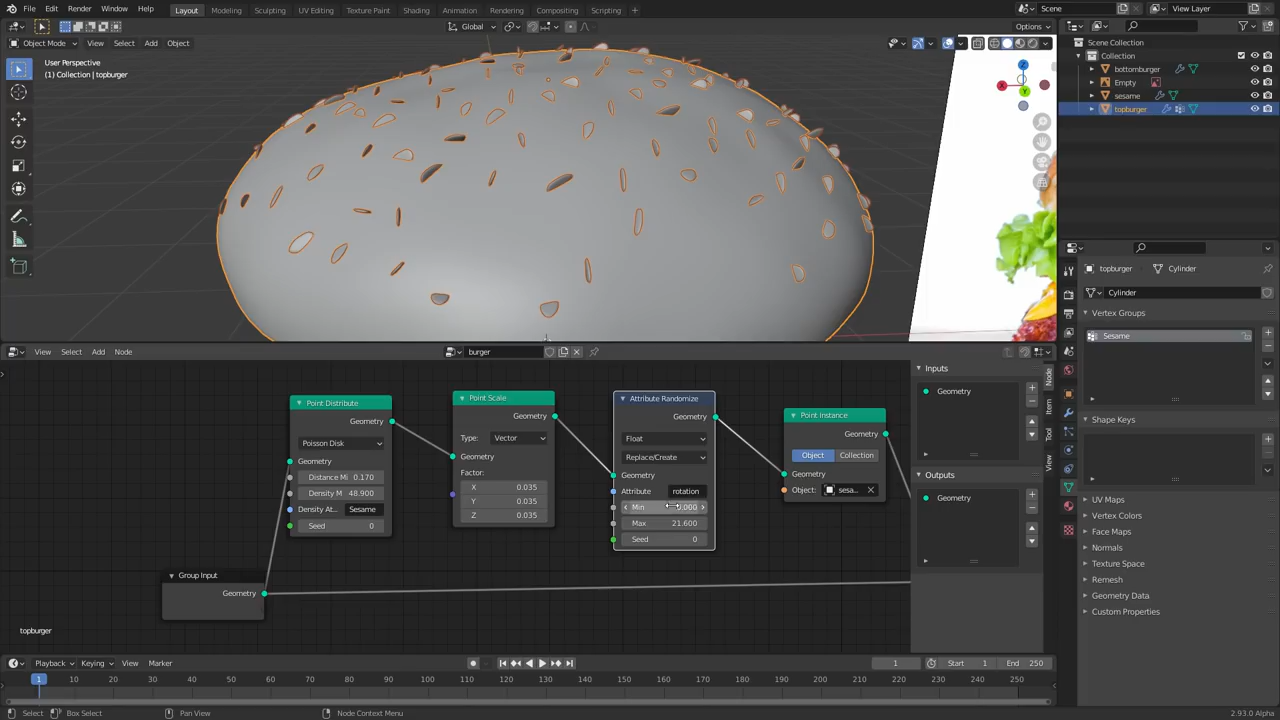 File Edit Render Window Help Layout Modeling Sculpting UV Editing Texture Paint Shading Animation Rendering Compositing Scripting + Scene View Layer
Global Options
Object Mode View Select Add Object
User Perspective
(1) Collection | topburger
Z
X
Y
Scene Collection
Collection
bottomburger
Empty
sesame
topburger
topburger Cylinder
Cylinder
Vertex Groups
Sesame
Shape Keys
UV Maps
Vertex Colors
Face Maps
Normals
Texture Space
Remesh
Geometry Data
Custom Properties
View Select Add Node burger
Point Distribute
Geometry
Poisson Disk
Geometry
Distance Mi 0.170
Density M 48.900
Density At... Sesame
Seed 0
Point Scale
Geometry
Type: Vector
Geometry
Factor:
X 0.035
Y 0.035
Z 0.035
Attribute Randomize
Geometry
Float
Replace/Create
Geometry
Attribute rotation
Min
Max 21.600
Seed 0
Point Instance
Geometry
Object Collection
Geometry
Object: sesa...
Group Input
Geometry
topburger
Inputs
Geometry
Outputs
Geometry
Node
Item
Tool
View
Playback Keying View Marker 1 Start 1 End 250
1 10 20 30 40 50 60 70 80 90 100 110 120 130 140 150 160 170 180 190 200 210 220 230 240 250
Select Box Select Pan View Node Context Menu 2.93.0 Alpha